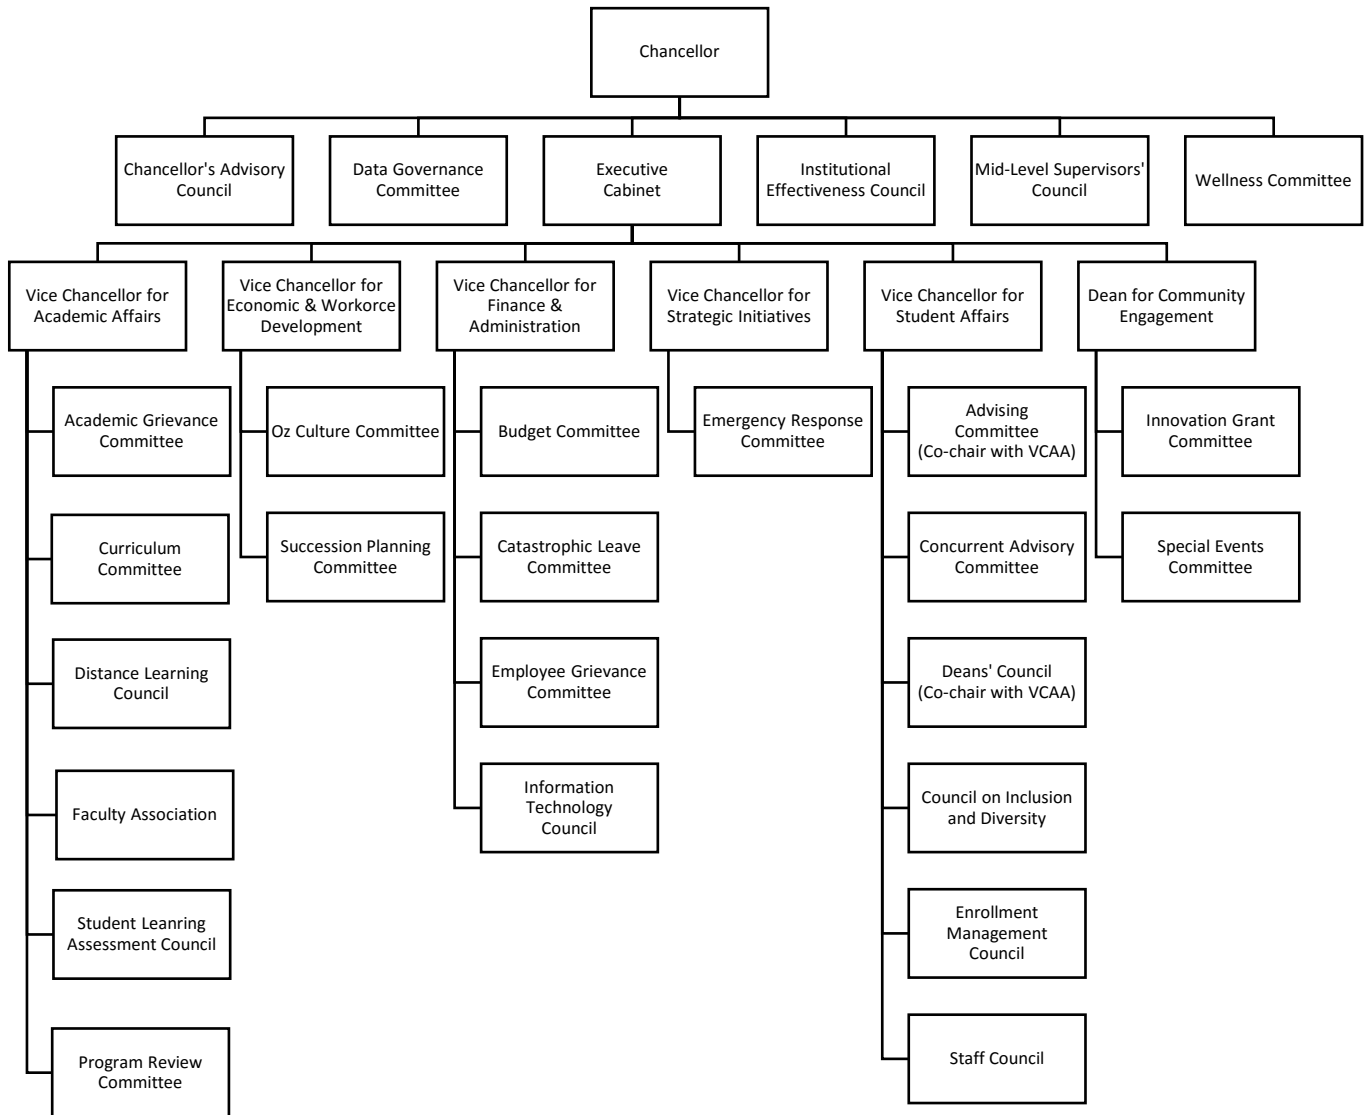 Chancellor
Chancellor's Advisory
Council
Data Governance
Committee
Executive
Cabinet
Institutional
Effectiveness Council
Mid-Level Supervisors'
Council
Wellness Committee
Vice Chancellor for
Academic Affairs
Vice Chancellor for
Economic & Workorce
Development
Vice Chancellor for
Finance &
Administration
Vice Chancellor for
Strategic Initiatives
Vice Chancellor for
Student Affairs
Dean for Community
Engagement
Academic Grievance
Committee
Curriculum
Committee
Distance Learning
Council
Faculty Association
Student Leanring
Assessment Council
Program Review
Committee
Oz Culture Committee
Succession Planning
Committee
Budget Committee
Catastrophic Leave
Committee
Employee Grievance
Committee
Information
Technology
Council
Emergency Response
Committee
Advising
Committee
(Co-chair with VCAA)
Concurrent Advisory
Committee
Deans' Council
(Co-chair with VCAA)
Council on Inclusion
and Diversity
Enrollment
Management
Council
Staff Council
Innovation Grant
Committee
Special Events
Committee